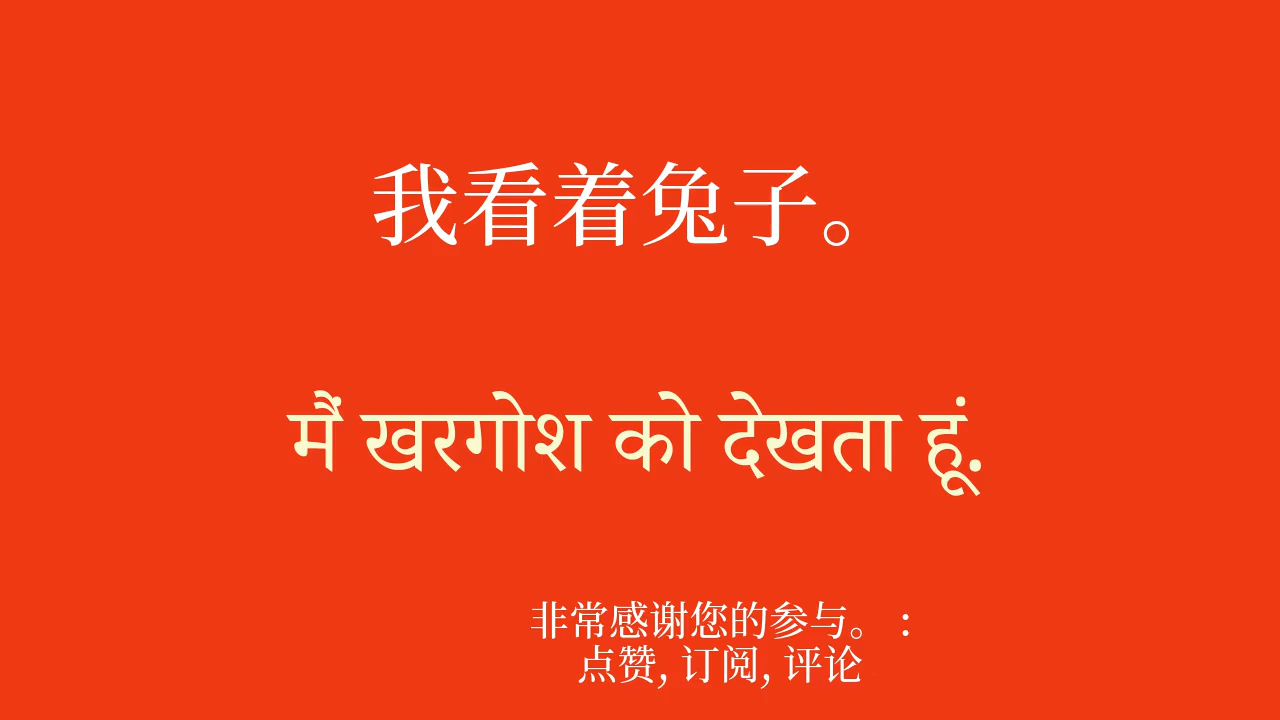 我看着兔子。
मैं खरगोश को देखता हूं.
非常感谢您的参与。 :
点赞, 订阅, 评论